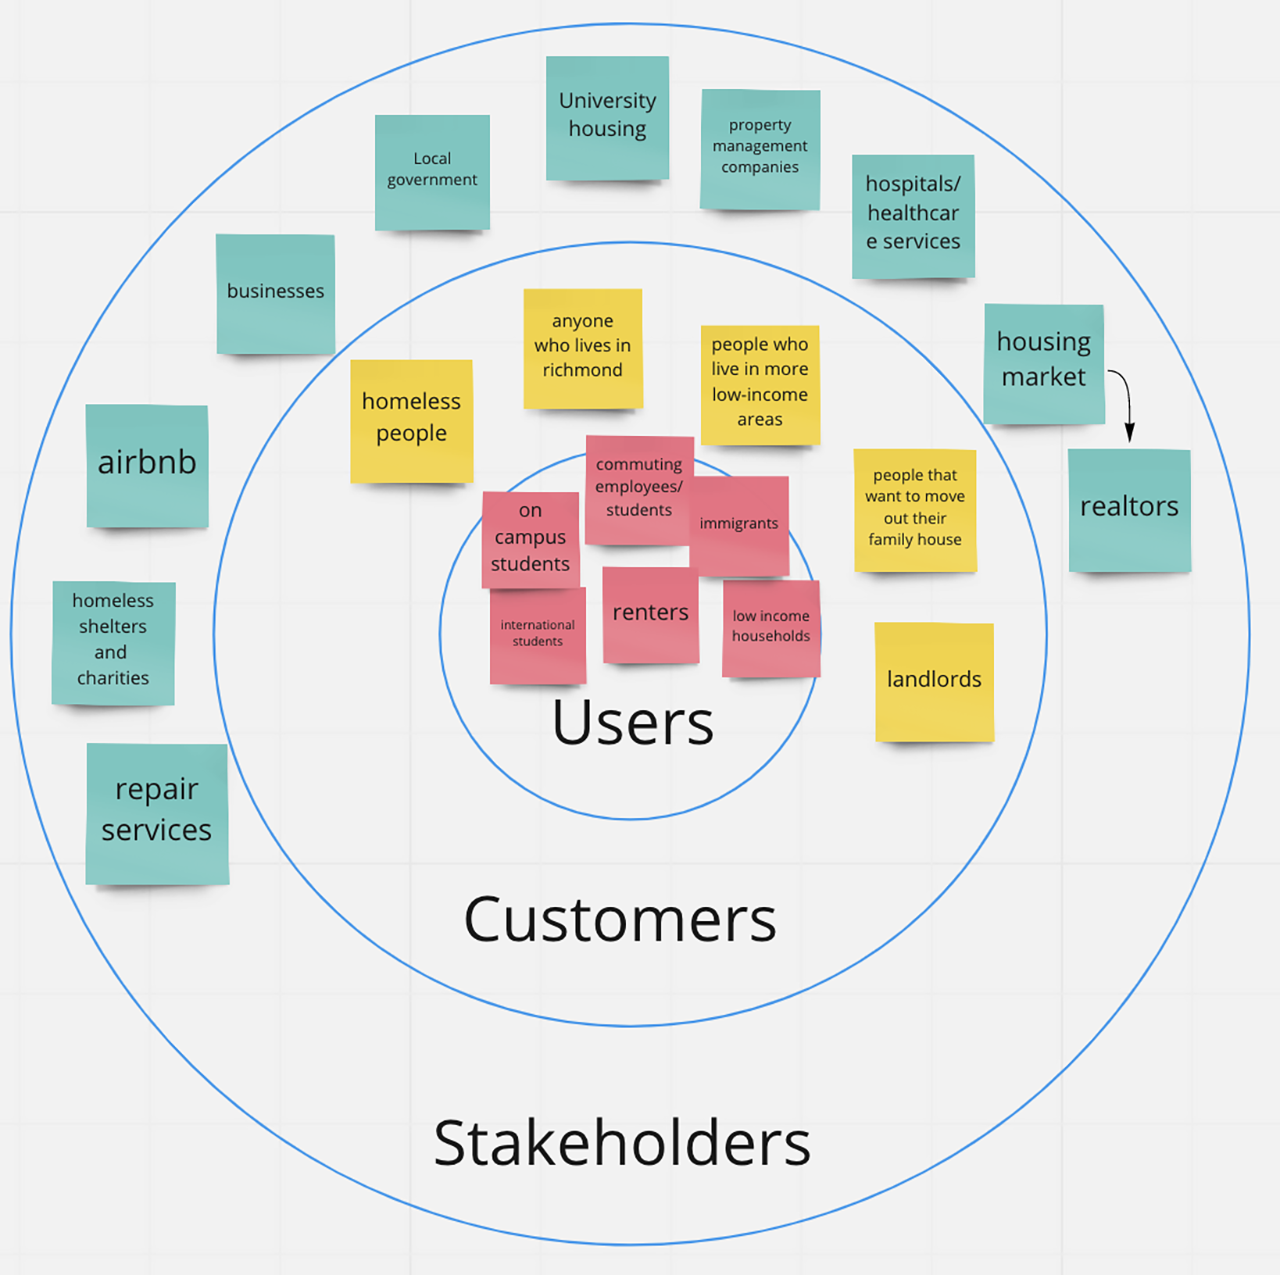 University
housing
property
management
companies
Local
government
hospitals/
healthcar
e services
businesses
housing
market
anyone
who lives in
richmond
people who
live in more
low-income
areas
homeless
people
airbnb
commuting
employees/
students
people that
want to move
out their
family house
realtors
on
campus
students
immigrants
homeless
shelters
and
charities
international
students
renters
low income
households
landlords
Users
repair
services
Customers
Stakeholders